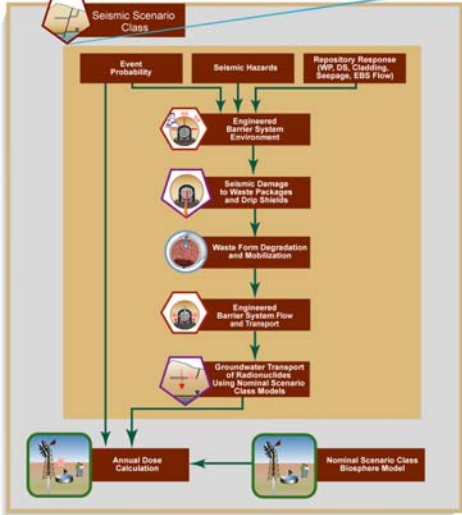 Seismic Scenario
Class
Event
Probability
Seismic Hazards
Repository Response
(WP, DS, Cladding,
Seepage, EBS Flow)
Engineered
Barrier System
Environment
Seismic Damage
to Waste Packages
and Drip Shields
Waste Form Degradation
and Mobilization
Engineered
Barrier System Flow
and Transport
Groundwater Transport
of Radionuclides
Using Nominal Scenario
Class Models
Annual Dose
Calculation
Nominal Scenario Class
Biosphere Model